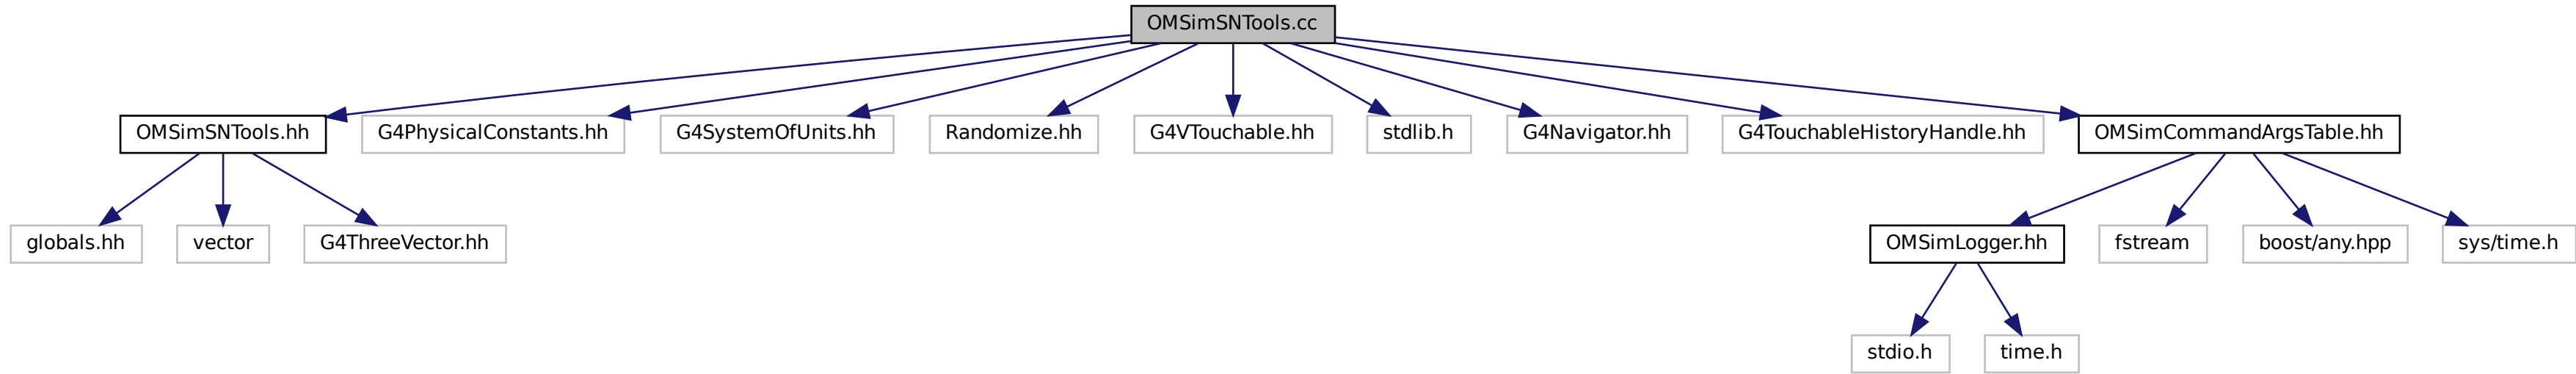 OMSimSNTools.cc
OMSimSNTools.hh
G4PhysicalConstants.hh
G4SystemOfUnits.hh
Randomize.hh
G4VTouchable.hh
stdlib.h
G4Navigator.hh
G4TouchableHistoryHandle.hh
OMSimCommandArgsTable.hh
globals.hh
vector
G4ThreeVector.hh
OMSimLogger.hh
fstream
boost/any.hpp
sys/time.h
stdio.h
time.h